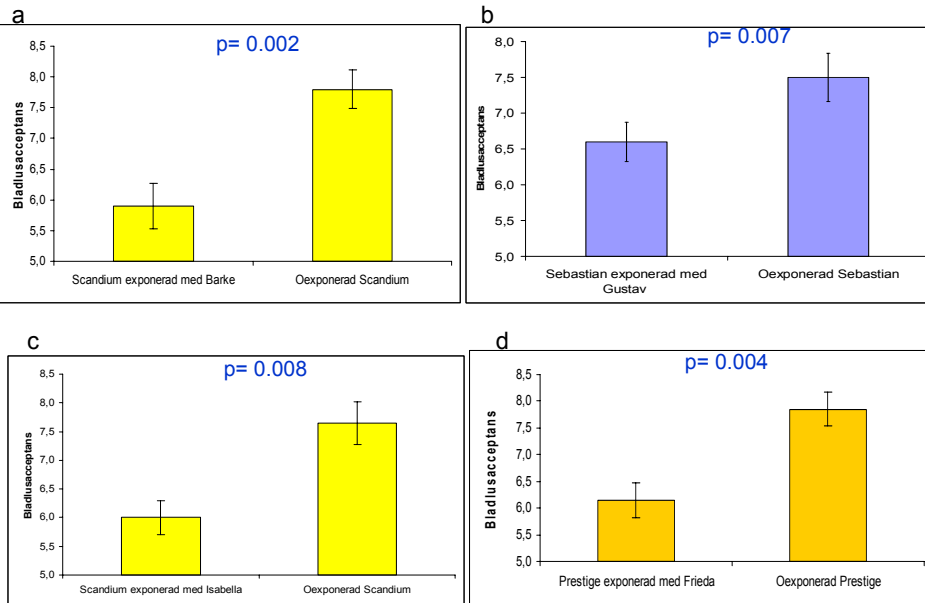 a
p= 0.002
Bladlusacceptans
8,5
8,0
7,5
7,0
6,5
6,0
5,5
5,0
Scandium exponerad med Barke
Oexponerad Scandium
b
p= 0.007
Bladlusacceptans
8,0
7,5
7,0
6,5
6,0
5,5
5,0
Sebastian exponerad med
Gustav
Oexponerad Sebastian
c
p= 0.008
Bladlusacceptans
8,5
8,0
7,5
7,0
6,5
6,0
5,5
5,0
Scandium exponerad med Isabella
Oexponerad Scandium
d
p= 0.004
Bladlusacceptans
8,5
8,0
7,5
7,0
6,5
6,0
5,5
5,0
Prestige exponerad med Frieda
Oexponerad Prestige